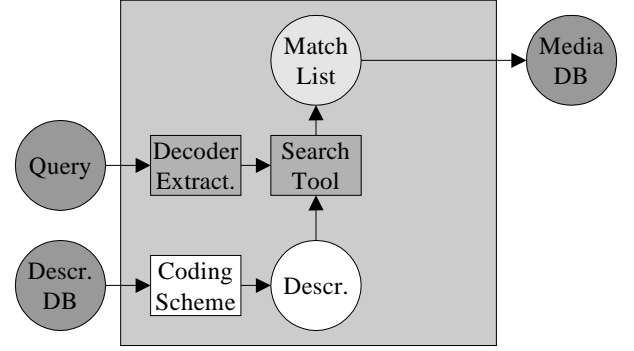 Match
List
Media
DB
Query
Decoder
Extract.
Search
Tool
Descr.
DB
Coding
Scheme
Descr.